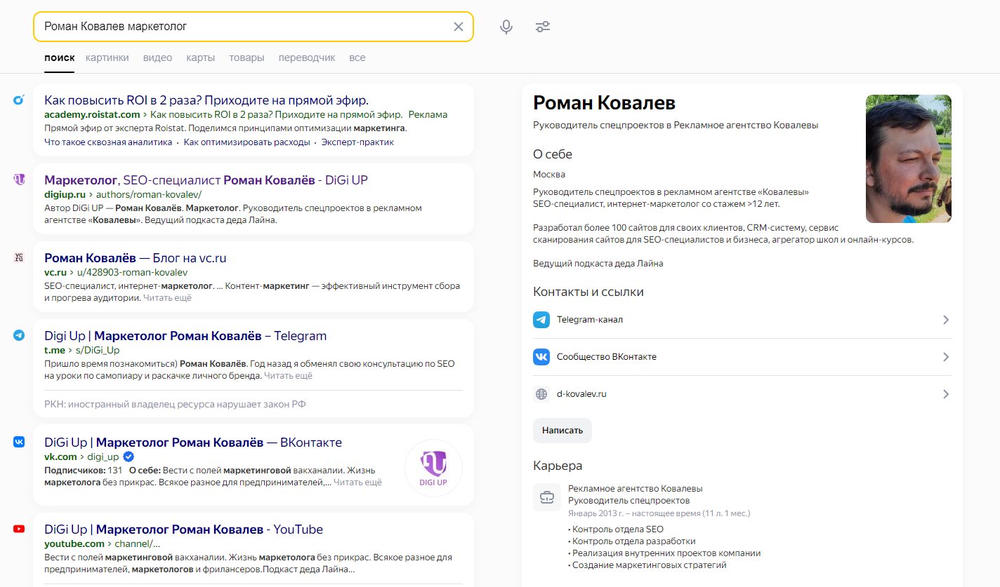 Роман Ковалев маркетолог
поиск картинки видео карты товары переводчик все
Как повысить ROI в 2 раза? Приходите на прямой эфир.
academy.roistat.com › Как повысить ROI в 2 раза? Приходите на прямой эфир. Реклама
Прямой эфир от эксперта Roistat. Поделимся принципами оптимизации маркетинга.
Что такое сквозная аналитика · Как оптимизировать расходы · Эксперт-практик
Маркетолог, SEO-специалист Роман Ковалёв - DiGi UP
digiup.ru › authors/roman-kovalev/
Автор DiGi UP — Роман Ковалёв. Маркетолог. Руководитель спецпроектов в рекламном
агентстве «Ковалевы». Ведущий подкаста деда Лайна.
VC
.RU
Роман Ковалёв — Блог на vc.ru
vc.ru › u/428903-roman-kovalev
SEO-специалист, интернет-маркетолог. ... Контент-маркетинг — эффективный инструмент сбора
и прогрева аудитории. Читать ещё
Digi Up | Маркетолог Роман Ковалёв – Telegram
t.me › s/DiGi_Up
Пришло время познакомиться) Роман Ковалёв. Год назад я обменял свою консультацию по SEO
на уроки по самопиару и раскачке личного бренда. Читать ещё
РКН: иностранный владелец ресурса нарушает закон РФ
DiGi Up | Маркетолог Роман Ковалёв — ВКонтакте
vk.com › digi_up
Подписчиков: 131 О себе: Вести с полей маркетинговой вакханалии. Жизнь
маркетолога без прикрас. Всякое разное для предпринимателей,... Читать ещё
DIGI UP
DiGi Up | Маркетолог Роман Ковалев - YouTube
youtube.com › channel/...
Вести с полей маркетинговой вакханалии. Жизнь маркетолога без прикрас. Всякое разное для
предпринимателей, маркетологов и фрилансеров.Подкаст деда Лайна...
Роман Ковалев
Руководитель спецпроектов в Рекламное агентство Ковалевы
О себе
Москва
Руководитель спецпроектов в рекламном агентстве «Ковалевы»
SEO-специалист, интернет-маркетолог со стажем >12 лет.
Разработал более 100 сайтов для своих клиентов, CRM-систему, сервис
сканирования сайтов для SEO-специалистов и бизнеса, агрегатор школ и онлайн-курсов.
Ведущий подкаста деда Лайна
Контакты и ссылки
Telegram-канал
Сообщество ВКонтакте
d-kovalev.ru
Написать
Карьера
Рекламное агентство Ковалевы
Руководитель спецпроектов
Январь 2013 г. – настоящее время (11 л. 1 мес.)
• Контроль отдела SEO
• Контроль отдела разработки
• Реализация внутренних проектов компании
• Создание маркетинговых стратегий